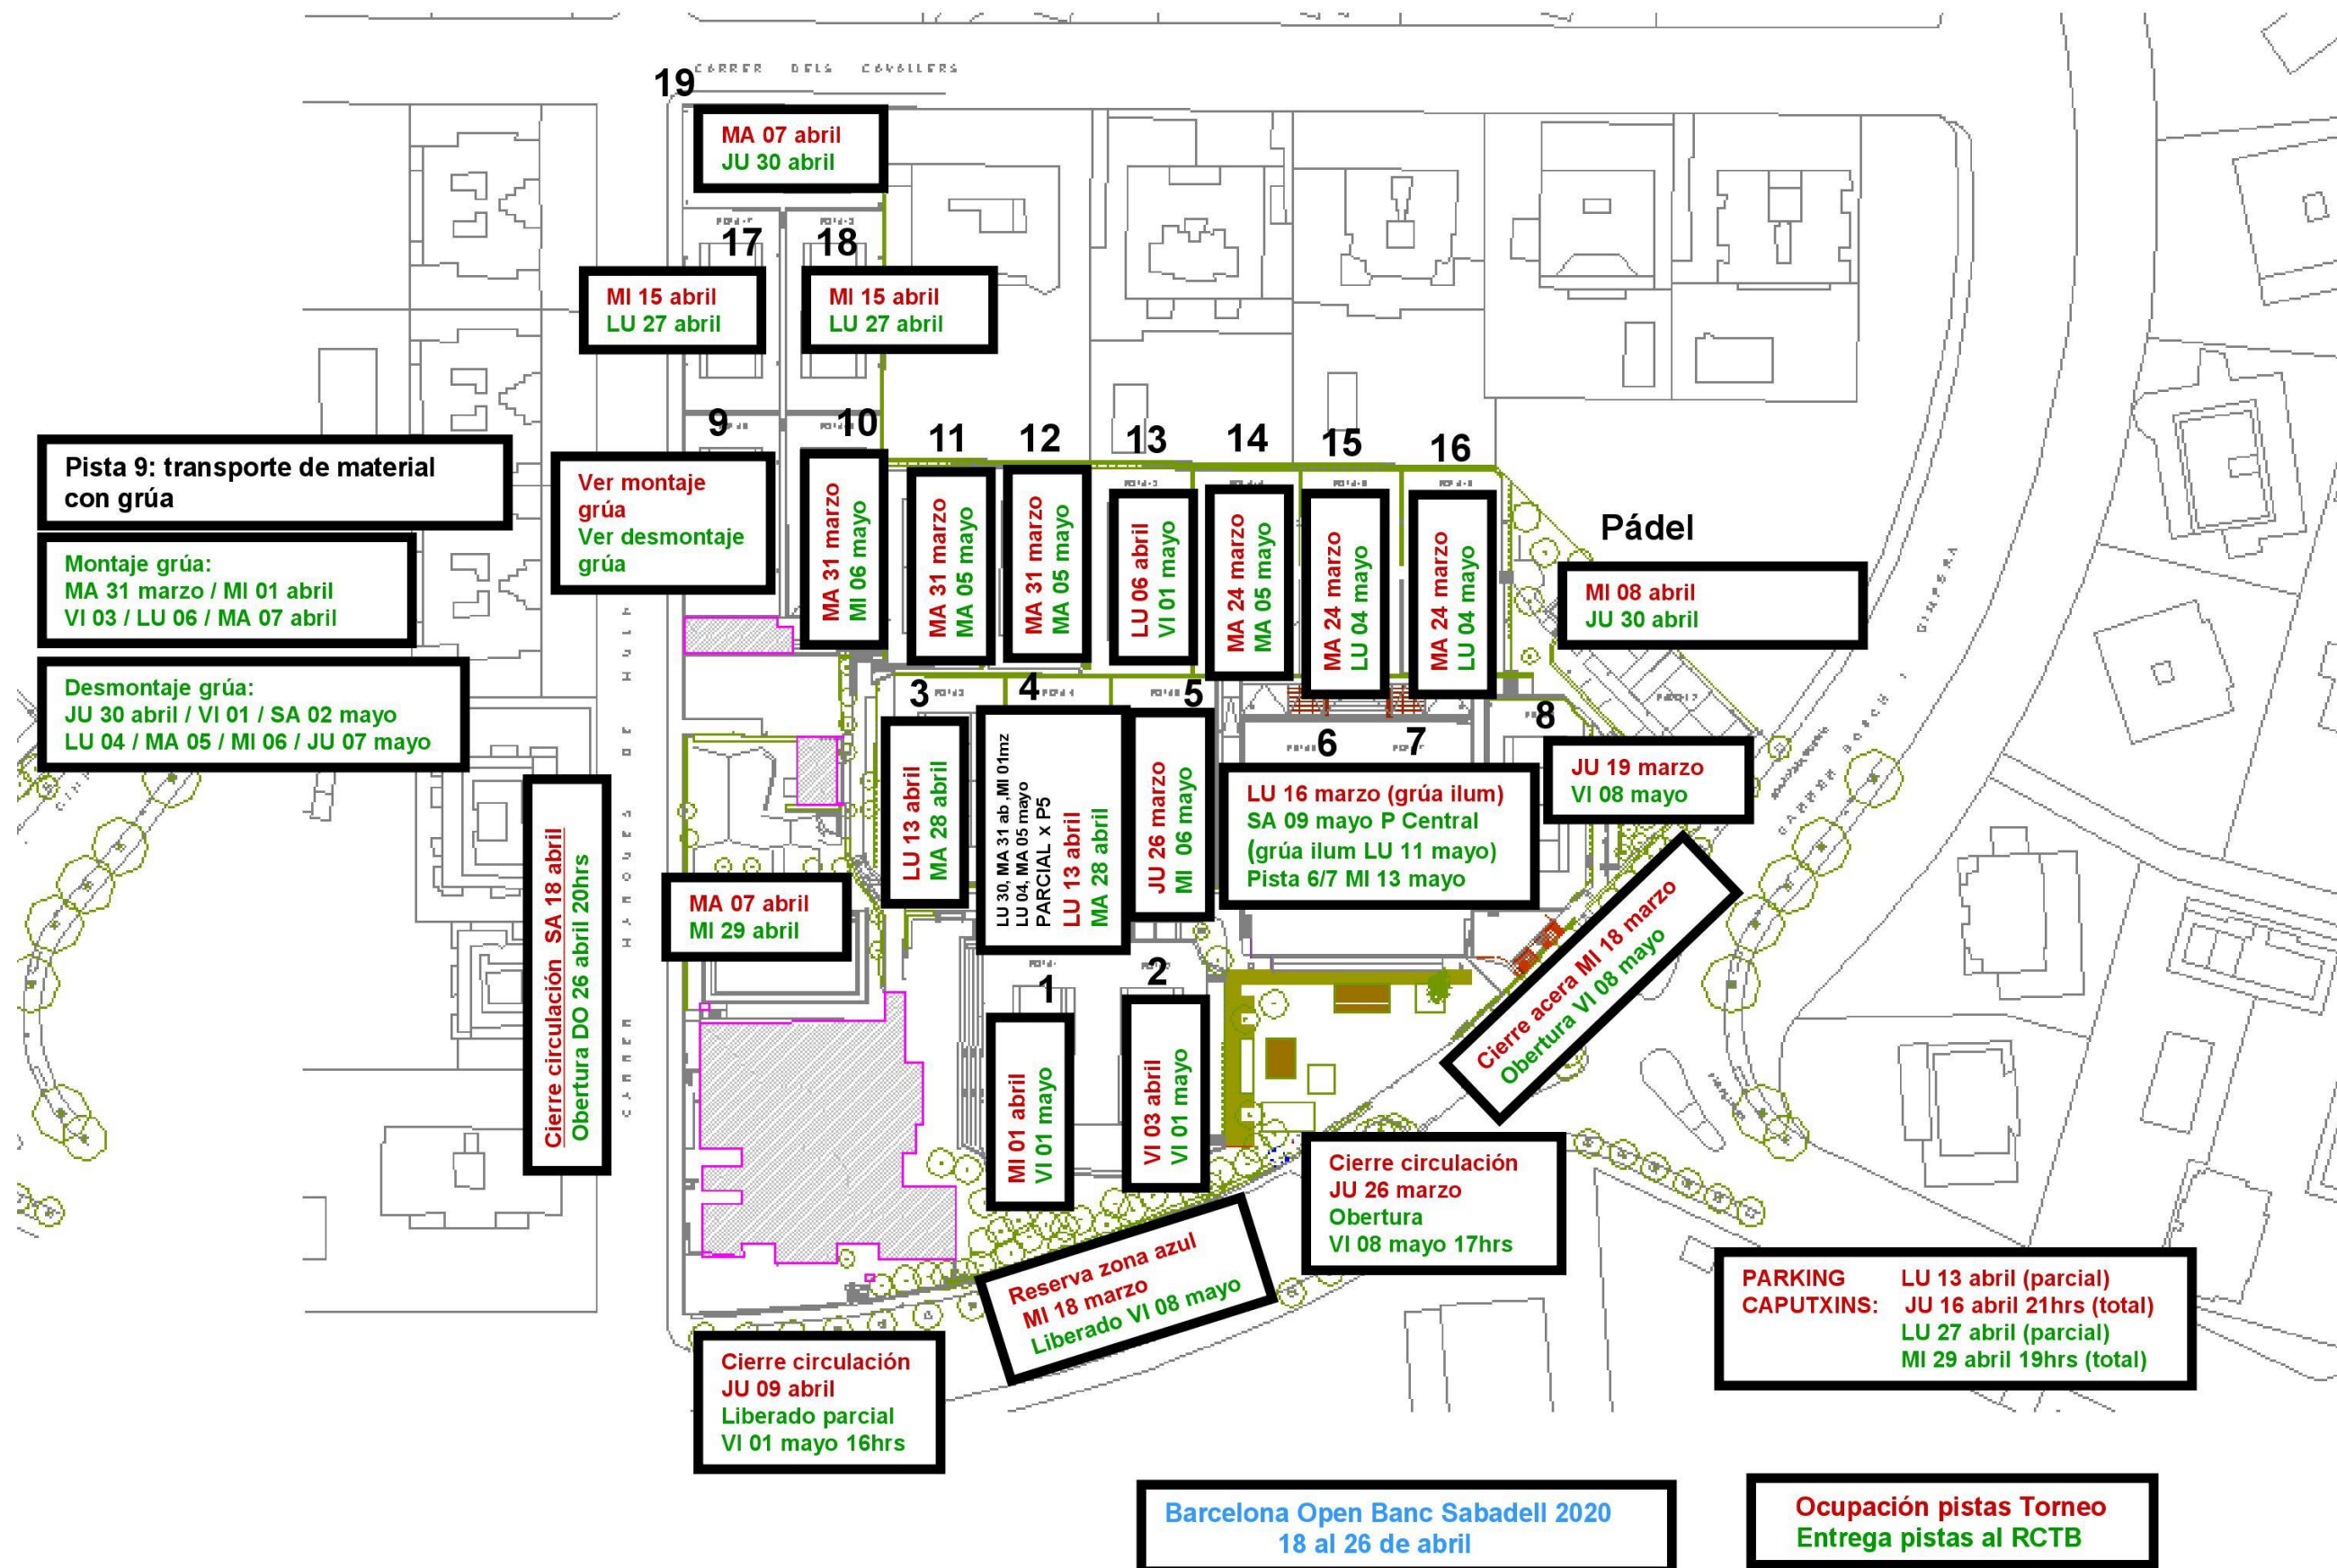 CARRER DELS CAVALLERS
19
MA 07 abril
JU 30 abril
17
18
MI 15 abril
LU 27 abril
MI 15 abril
LU 27 abril
9
10
11
12
13
14
15
16
Pista 9: transporte de material
con grúa
Montaje grúa:
MA 31 marzo / MI 01 abril
VI 03 / LU 06 / MA 07 abril
Desmontaje grúa:
JU 30 abril / VI 01 / SA 02 mayo
LU 04 / MA 05 / MI 06 / JU 07 mayo
Ver montaje
grúa
Ver desmontaje
grúa
MA 31 marzo
MI 06 mayo
MA 31 marzo
MA 05 mayo
MA 31 marzo
MA 05 mayo
LU 06 abril
VI 01 mayo
MA 24 marzo
MA 05 mayo
MA 24 marzo
LU 04 mayo
MA 24 marzo
LU 04 mayo
Pádel
MI 08 abril
JU 30 abril
3
4
5
6
7
8
LU 13 abril
MA 28 abril
LU 30, MA 31 ab ,MI 01mz
LU 04, MA 05 mayo
PARCIAL x P5
LU 13 abril
MA 28 abril
JU 26 marzo
MI 06 mayo
LU 16 marzo (grúa ilum)
SA 09 mayo P Central
(grúa ilum LU 11 mayo)
Pista 6/7 MI 13 mayo
JU 19 marzo
VI 08 mayo
Cierre circulación SA 18 abril
Obertura DO 26 abril 20hrs
MA 07 abril
MI 29 abril
Cierre acera MI 18 marzo
Obertura VI 08 mayo
1
2
MI 01 abril
VI 01 mayo
VI 03 abril
VI 01 mayo
Cierre circulación
JU 26 marzo
Obertura
VI 08 mayo 17hrs
Reserva zona azul
MI 18 marzo
Liberado VI 08 mayo
PARKING LU 13 abril (parcial)
CAPUTXINS: JU 16 abril 21hrs (total)
LU 27 abril (parcial)
MI 29 abril 19hrs (total)
Cierre circulación
JU 09 abril
Liberado parcial
VI 01 mayo 16hrs
Barcelona Open Banc Sabadell 2020
18 al 26 de abril
Ocupación pistas Torneo
Entrega pistas al RCTB